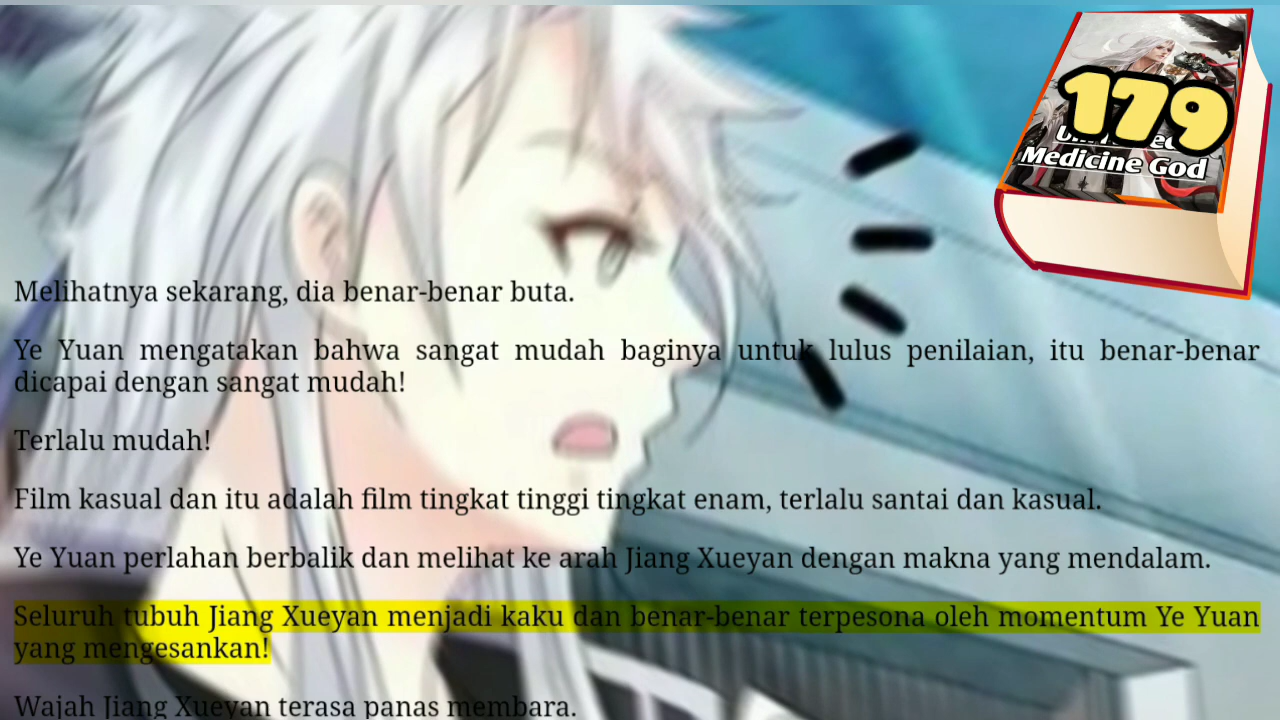 179
Medicine God
Melihatnya sekarang, dia benar-benar buta.
Ye Yuan mengatakan bahwa sangat mudah baginya untuk lulus penilaian, itu benar-benar
dicapai dengan sangat mudah!
Terlalu mudah!
Film kasual dan itu adalah film tingkat tinggi tingkat enam, terlalu santai dan kasual.
Ye Yuan perlahan berbalik dan melihat ke arah Jiang Xueyan dengan makna yang mendalam.
Seluruh tubuh Jiang Xueyan menjadi kaku dan benar-benar terpesona oleh momentum Ye Yuan
yang mengesankan!
Wajah Jiang Xueyan terasa panas membara.